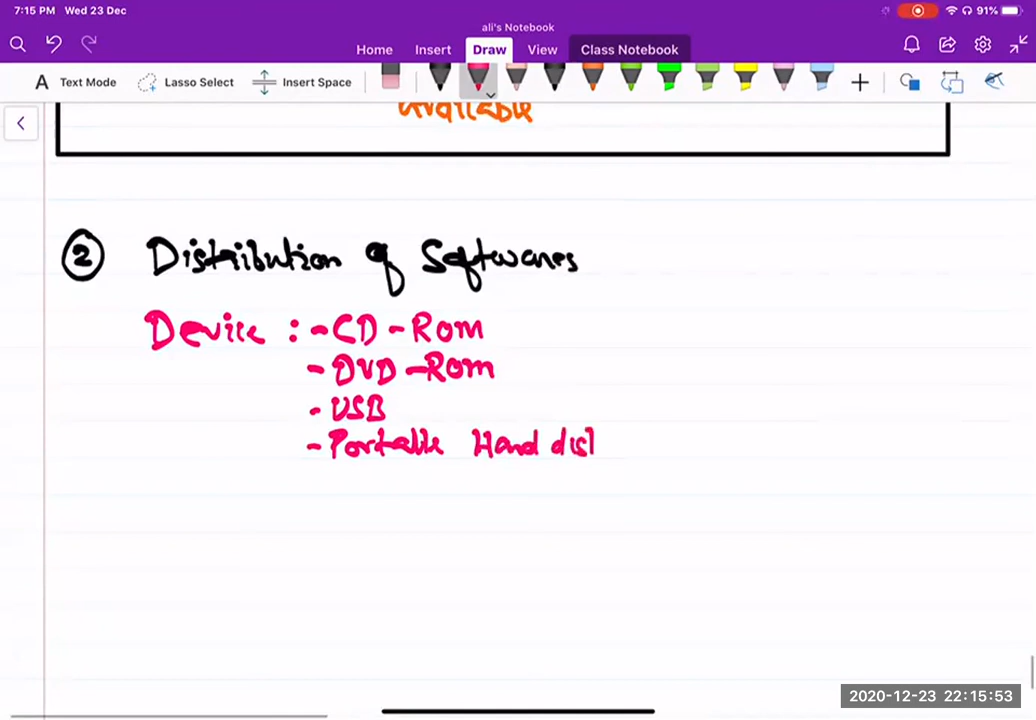 7:15 PM Wed 23 Dec
91%
ali's Notebook
Home Insert Draw View Class Notebook
A Text Mode Lasso Select Insert Space
Available
2 Distribution of Softwares
Device : - CD - Rom
- DVD - Rom
- USB
- Portable Hard disk
2020-12-23 22:15:53